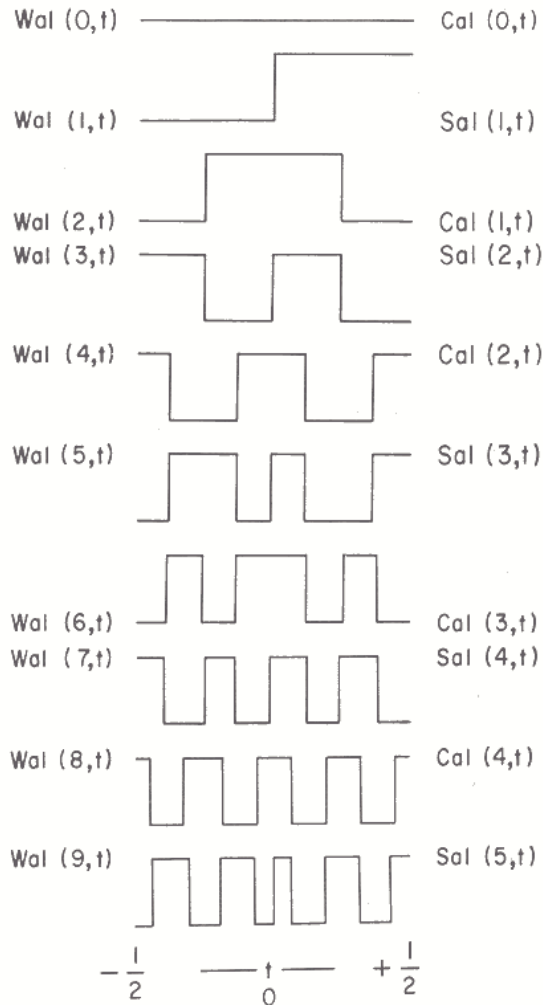 Wal (0,t) Cal (0,t)
Wal (1,t) Sal (1,t)
Wal (2,t) Cal (1,t)
Wal (3,t) Sal (2,t)
Wal (4,t) Cal (2,t)
Wal (5,t) Sal (3,t)
Wal (6,t) Cal (3,t)
Wal (7,t) Sal (4,t)
Wal (8,t) Cal (4,t)
Wal (9,t) Sal (5,t)
-1/2 — t — +1/2
0